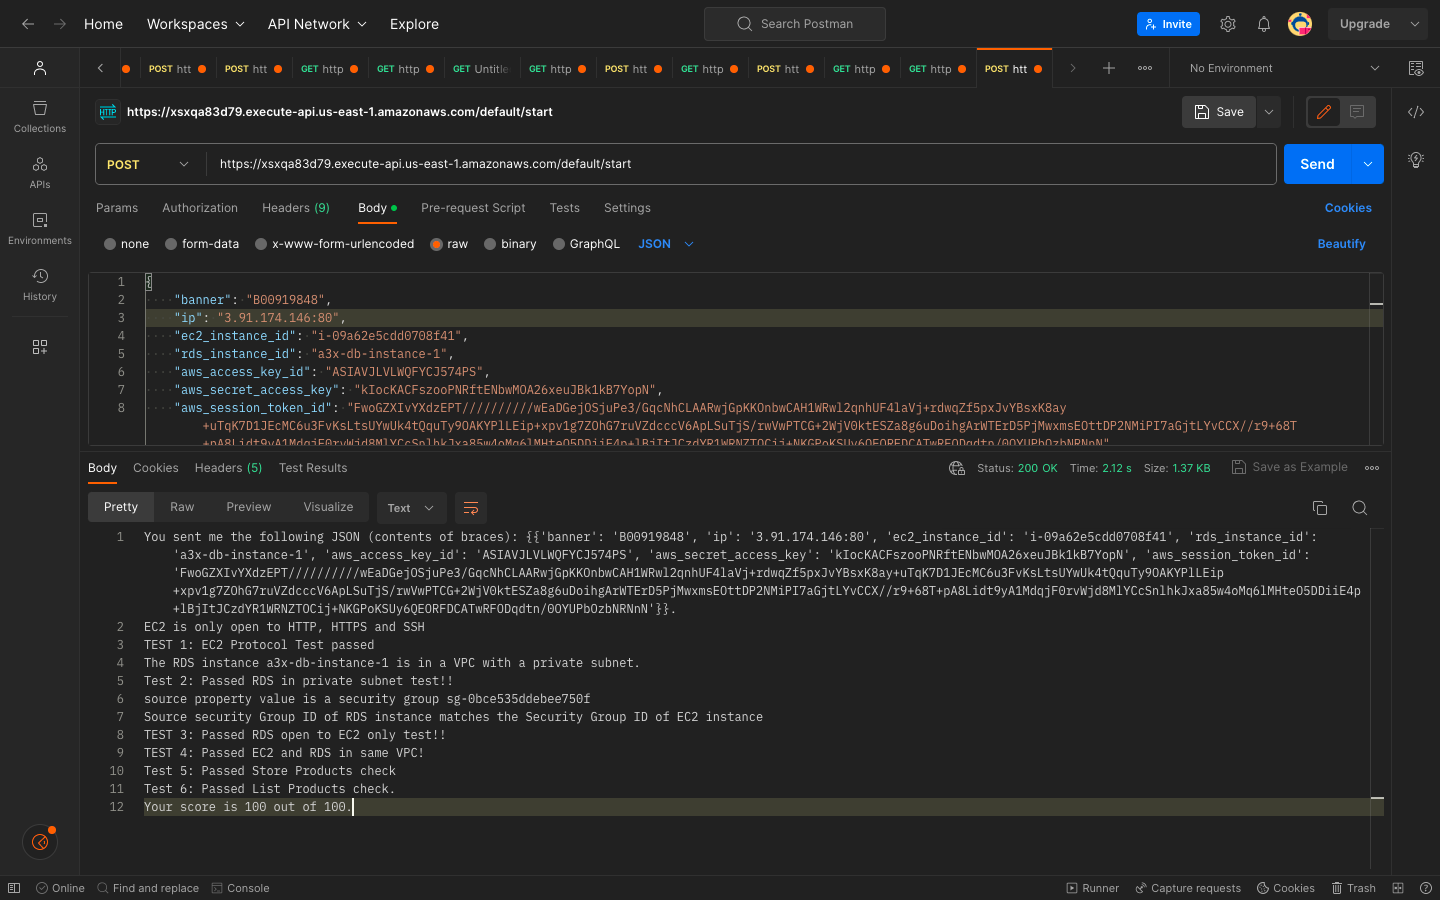 Home Workspaces API Network Explore Search Postman Invite Upgrade
POST htt POST htt GET http GET http GET Untitle GET http POST htt GET http POST htt GET http GET http POST htt No Environment
HTTP https://xsxqa83d79.execute-api.us-east-1.amazonaws.com/default/start Save
Collections
APIs
Environments
History
POST https://xsxqa83d79.execute-api.us-east-1.amazonaws.com/default/start Send
Params Authorization Headers (9) Body Pre-request Script Tests Settings Cookies
none form-data x-www-form-urlencoded raw binary GraphQL JSON Beautify
1 {
2 "banner": "B00919848",
3 "ip": "3.91.174.146:80",
4 "ec2_instance_id": "i-09a62e5cdd0708f41",
5 "rds_instance_id": "a3x-db-instance-1",
6 "aws_access_key_id": "ASIAVJLVLWQFYCJ574PS",
7 "aws_secret_access_key": "kIocKACFszooPNRftENbwMOA26xeuJBk1kB7YopN",
8 "aws_session_token_id": "FwoGZXIvYXdzEPT//////////wEaDGejOSjuPe3/GqcNhCLAARwjGpKKOnbwCAH1WRwl2qnhUF4laVj+rdwqZf5pxJvYBsxK8ay
+uTqK7D1JEcMC6u3FvKsLtsUYwUk4tQquTy9OAKYPlLEip+xpv1g7ZOhG7ruVZdcccV6ApLSuTjS/rwVwPTCG+2WjV0ktESZa8g6uDoihgArWTErD5PjMwxmsEOttDP2NMiPI7aGjtLYvCCX//r9+68T
Body Cookies Headers (5) Test Results Status: 200 OK Time: 2.12 s Size: 1.37 KB Save as Example
Pretty Raw Preview Visualize Text
1 You sent me the following JSON (contents of braces): {{'banner': 'B00919848', 'ip': '3.91.174.146:80', 'ec2_instance_id': 'i-09a62e5cdd0708f41', 'rds_instance_id':
'a3x-db-instance-1', 'aws_access_key_id': 'ASIAVJLVLWQFYCJ574PS', 'aws_secret_access_key': 'kIocKACFszooPNRftENbwMOA26xeuJBk1kB7YopN', 'aws_session_token_id':
'FwoGZXIvYXdzEPT//////////wEaDGejOSjuPe3/GqcNhCLAARwjGpKKOnbwCAH1WRwl2qnhUF4laVj+rdwqZf5pxJvYBsxK8ay+uTqK7D1JEcMC6u3FvKsLtsUYwUk4tQquTy9OAKYPlLEip
+xpv1g7ZOhG7ruVZdcccV6ApLSuTjS/rwVwPTCG+2WjV0ktESZa8g6uDoihgArWTErD5PjMwxmsEOttDP2NMiPI7aGjtLYvCCX//r9+68T+pA8Lidt9yA1MdqjF0rvWjd8MlYCcSnlhkJxa85w4oMq6lMHteO5DDiiE4p
+lBjItJCzdYR1WRNZTOCij+NKGPoKSUy6QEORFDCATwRFODqdtn/0OYUPbOzbNRNnN'}}.
2 EC2 is only open to HTTP, HTTPS and SSH
3 TEST 1: EC2 Protocol Test passed
4 The RDS instance a3x-db-instance-1 is in a VPC with a private subnet.
5 Test 2: Passed RDS in private subnet test!!
6 source property value is a security group sg-0bce535ddebee750f
7 Source security Group ID of RDS instance matches the Security Group ID of EC2 instance
8 TEST 3: Passed RDS open to EC2 only test!!
9 TEST 4: Passed EC2 and RDS in same VPC!
10 Test 5: Passed Store Products check
11 Test 6: Passed List Products check.
12 Your score is 100 out of 100.
Online Find and replace Console Runner Capture requests Cookies Trash